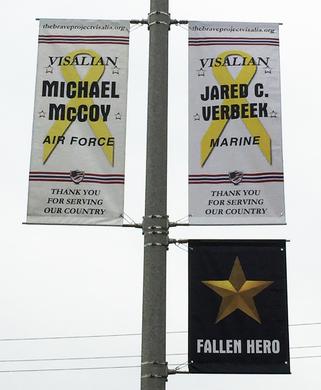 thebraveprojectvisalia.org
VISALIAN
MICHAEL
McCOY
AIR FORCE
THANK YOU
FOR SERVING
OUR COUNTRY
thebraveprojectvisalia.org
VISALIAN
JARED C.
VERBEEK
MARINE
THANK YOU
FOR SERVING
OUR COUNTRY
FALLEN HERO